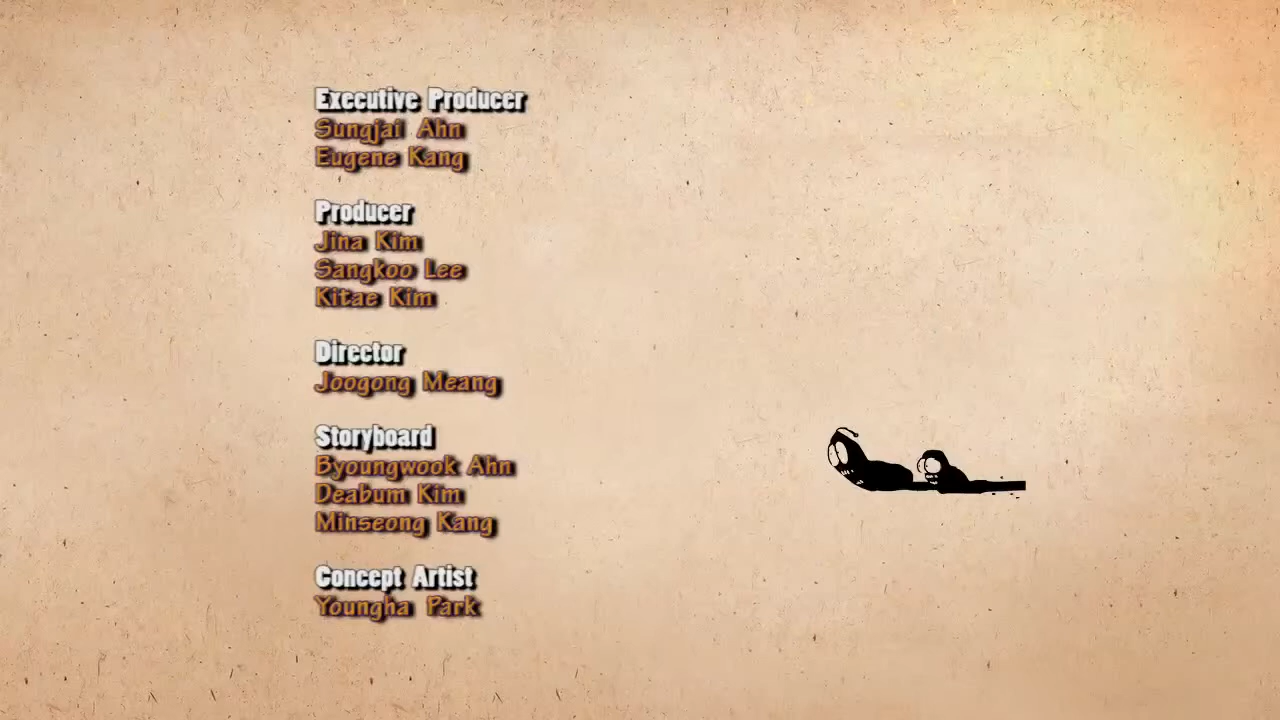 Executive Producer
Sungjai Ahn
Eugene Kang
Producer
Jina Kim
Sangkoo Lee
Kitae Kim
Director
Joogong Meang
Storyboard
Byoungwook Ahn
Deabum Kim
Minseong Kang
Concept Artist
Youngha Park